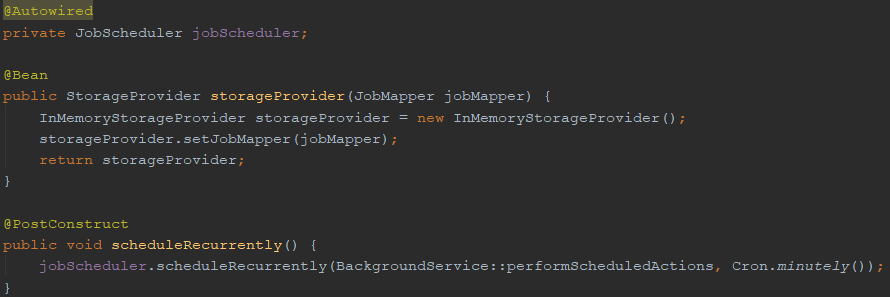 @Autowired
private JobScheduler jobScheduler;
@Bean
public StorageProvider storageProvider(JobMapper jobMapper) {
InMemoryStorageProvider storageProvider = new InMemoryStorageProvider();
storageProvider.setJobMapper(jobMapper);
return storageProvider;
}
@PostConstruct
public void scheduleRecurrently() {
jobScheduler.scheduleRecurrently(BackgroundService::performScheduledActions, Cron.minutely());
}